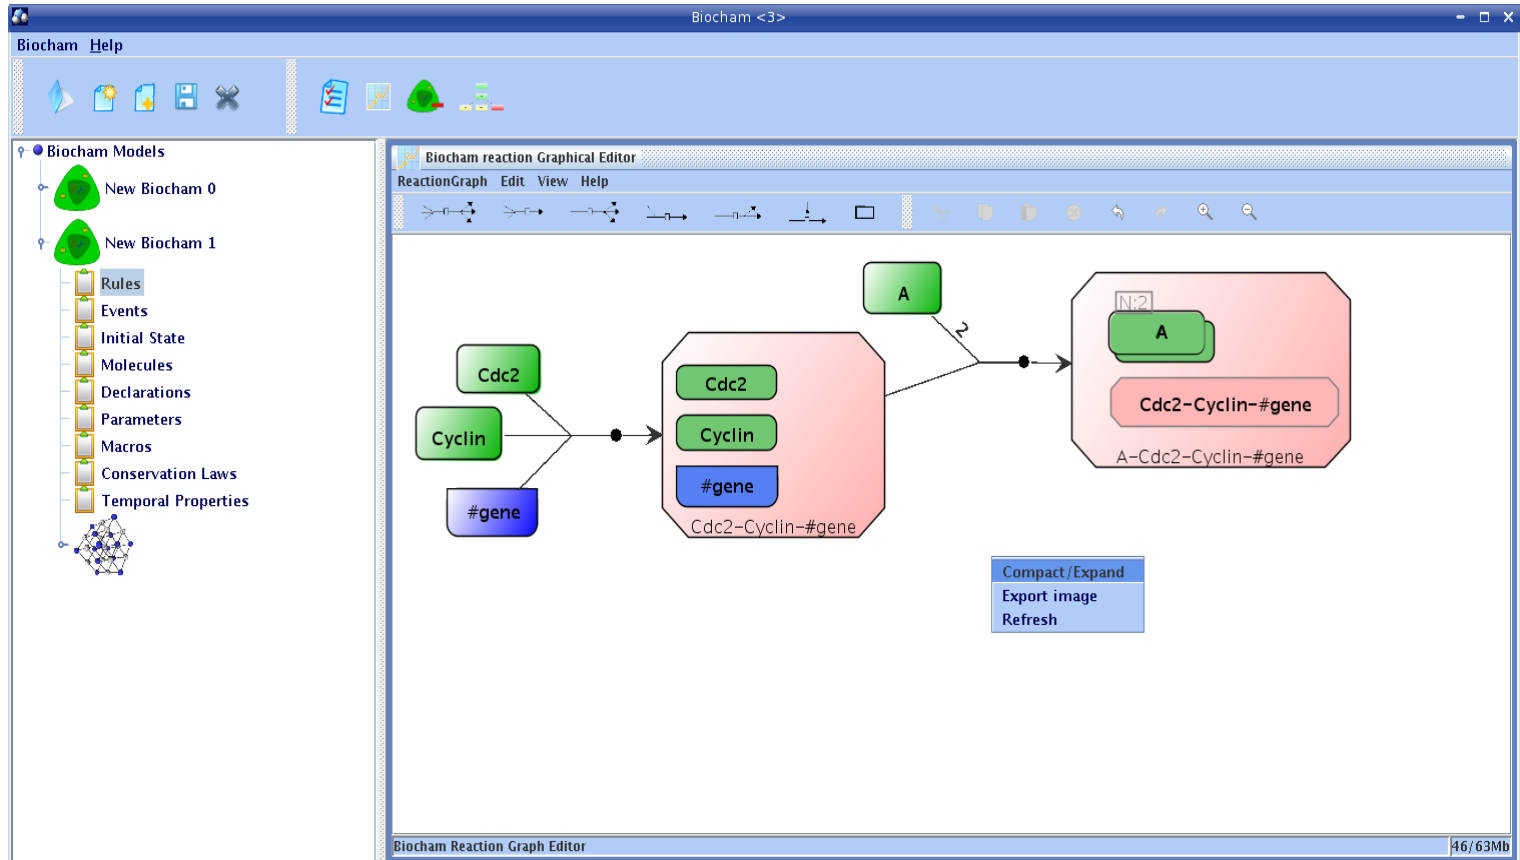 Biocham <3>
Biocham Help
Biocham Models
New Biocham 0
New Biocham 1
Rules
Events
Initial State
Molecules
Declarations
Parameters
Macros
Conservation Laws
Temporal Properties
Biocham reaction Graphical Editor
ReactionGraph Edit View Help
Cdc2
Cyclin
#gene
Cdc2
Cyclin
#gene
Cdc2-Cyclin-#gene
A
2
N:2
A
Cdc2-Cyclin-#gene
A-Cdc2-Cyclin-#gene
Compact/Expand
Export image
Refresh
Biocham Reaction Graph Editor
46/63Mb